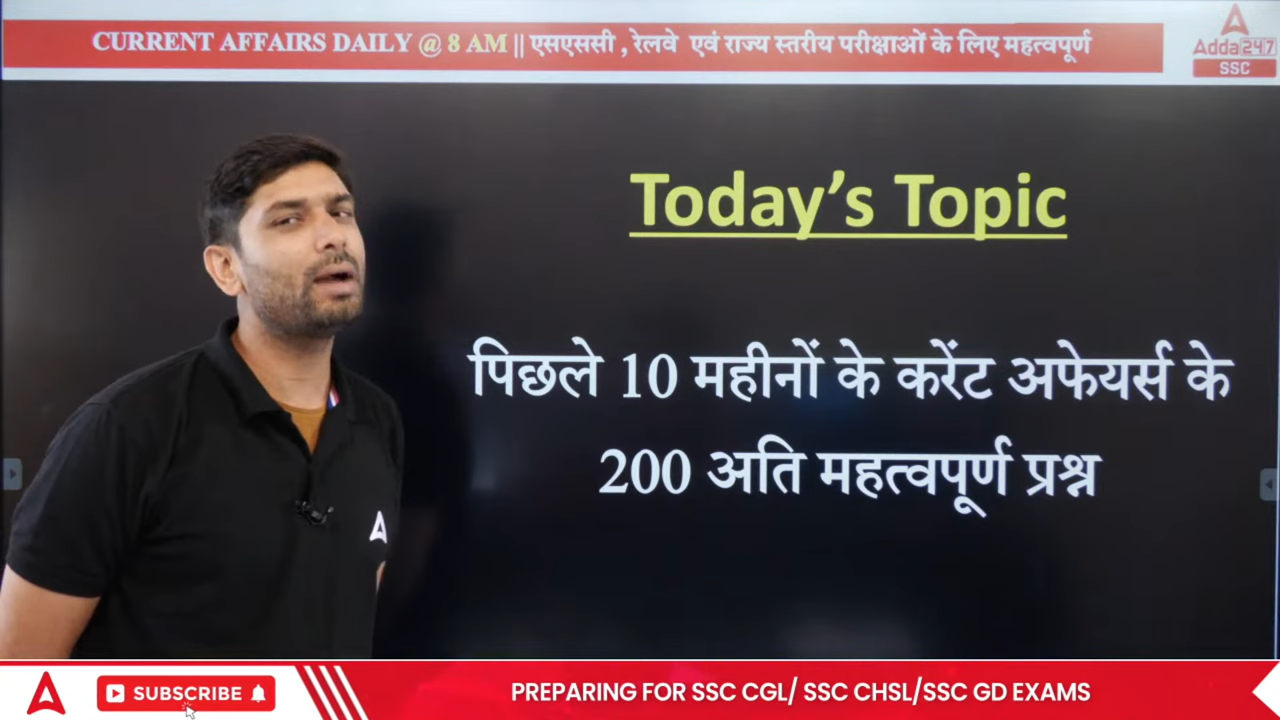 CURRENT AFFAIRS DAILY @ 8 AM || एसएससी , रेलवे एवं राज्य स्तरीय परीक्षाओं के लिए महत्वपूर्ण
Adda247
SSC
Today's Topic
पिछले 10 महीनों के करेंट अफेयर्स के
200 अति महत्वपूर्ण प्रश्न
SUBSCRIBE
PREPARING FOR SSC CGL/ SSC CHSL/SSC GD EXAMS